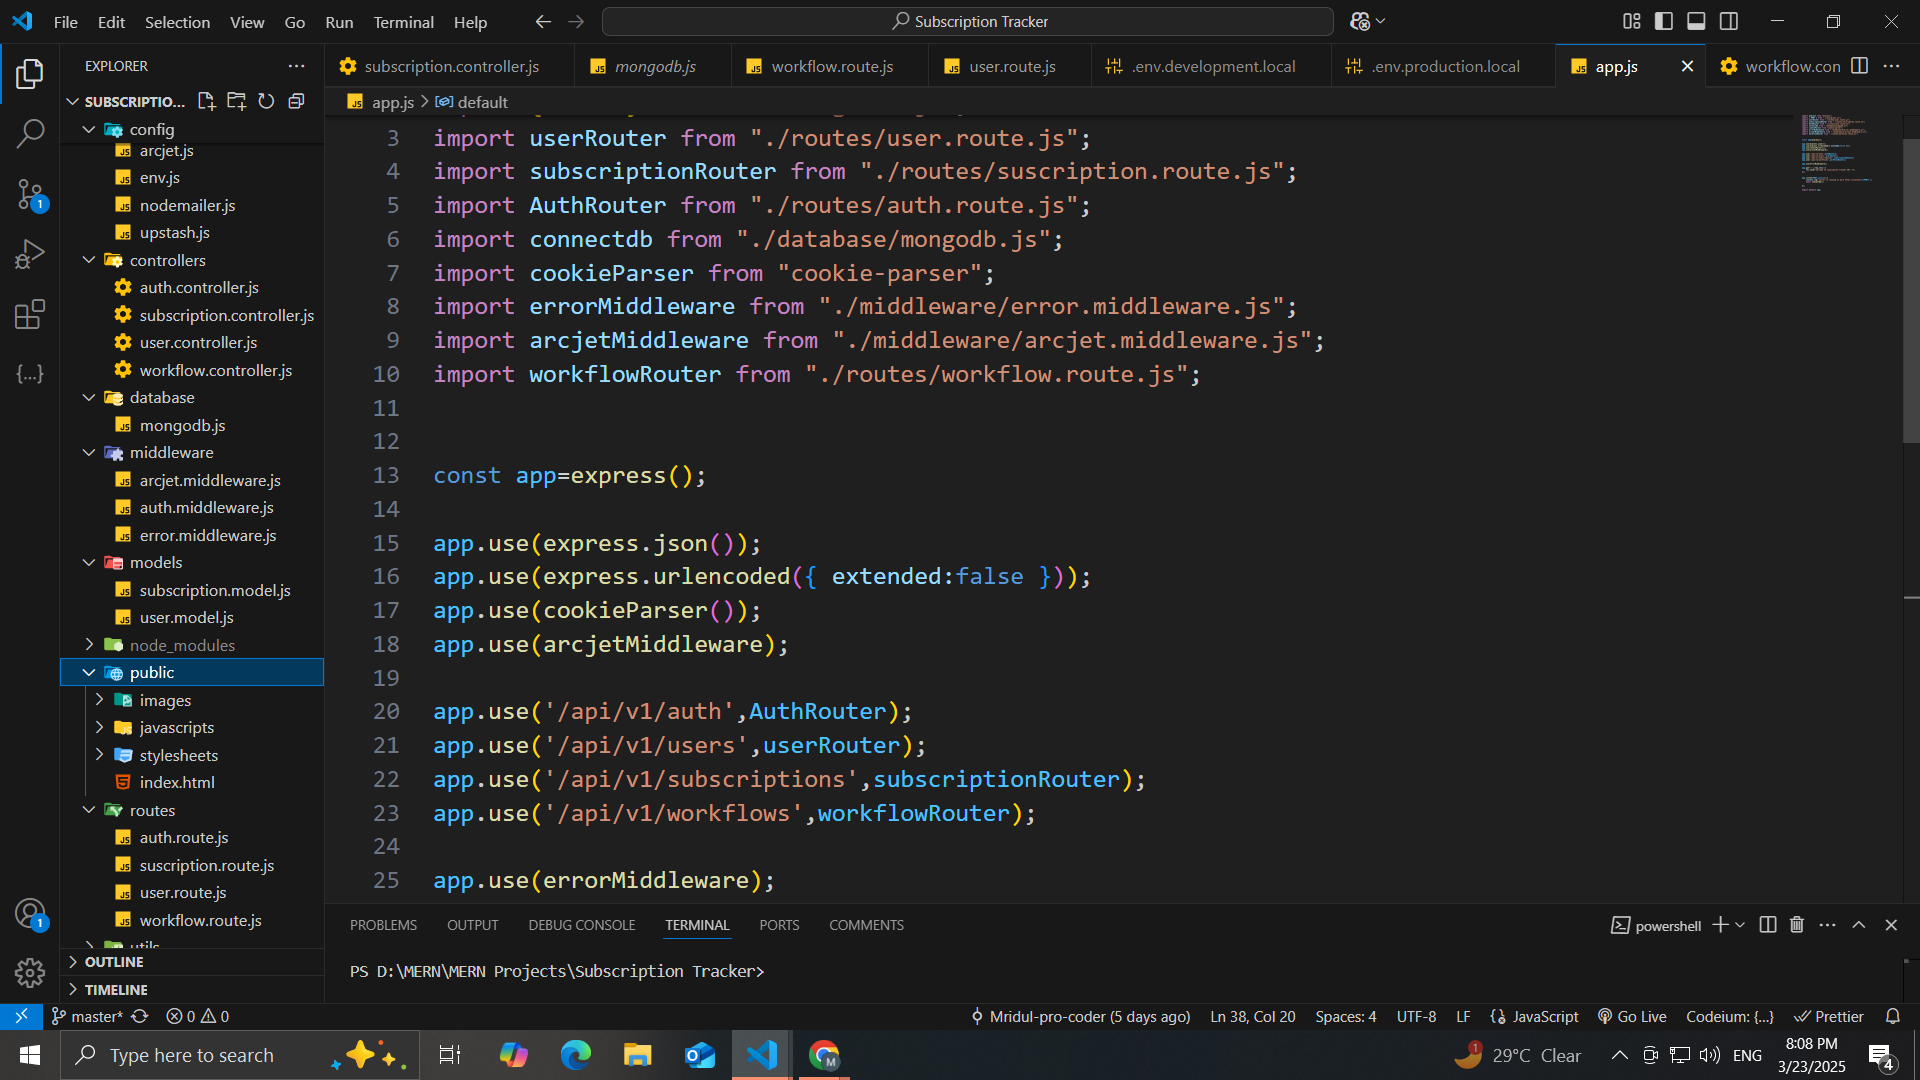 File Edit Selection View Go Run Terminal Help
Subscription Tracker
EXPLORER
SUBSCRIPTIO...
config
arcjet.js
env.js
nodemailer.js
upstash.js
controllers
auth.controller.js
subscription.controller.js
user.controller.js
workflow.controller.js
database
mongodb.js
middleware
arcjet.middleware.js
auth.middleware.js
error.middleware.js
models
subscription.model.js
user.model.js
node_modules
public
images
javascripts
stylesheets
index.html
routes
auth.route.js
suscription.route.js
user.route.js
workflow.route.js
utils
OUTLINE
TIMELINE
subscription.controller.js mongodb.js workflow.route.js user.route.js .env.development.local .env.production.local app.js workflow.con
app.js > default
3 import userRouter from "./routes/user.route.js";
4 import subscriptionRouter from "./routes/suscription.route.js";
5 import AuthRouter from "./routes/auth.route.js";
6 import connectdb from "./database/mongodb.js";
7 import cookieParser from "cookie-parser";
8 import errorMiddleware from "./middleware/error.middleware.js";
9 import arcjetMiddleware from "./middleware/arcjet.middleware.js";
10 import workflowRouter from "./routes/workflow.route.js";
11
12
13 const app=express();
14
15 app.use(express.json());
16 app.use(express.urlencoded({ extended:false }));
17 app.use(cookieParser());
18 app.use(arcjetMiddleware);
19
20 app.use('/api/v1/auth',AuthRouter);
21 app.use('/api/v1/users',userRouter);
22 app.use('/api/v1/subscriptions',subscriptionRouter);
23 app.use('/api/v1/workflows',workflowRouter);
24
25 app.use(errorMiddleware);
PROBLEMS OUTPUT DEBUG CONSOLE TERMINAL PORTS COMMENTS
powershell
PS D:\MERN\MERN Projects\Subscription Tracker>
master* 0 0 Mridul-pro-coder (5 days ago) Ln 38, Col 20 Spaces: 4 UTF-8 LF JavaScript Go Live Codeium: {...} Prettier
Type here to search
29°C Clear
ENG
8:08 PM
3/23/2025
4